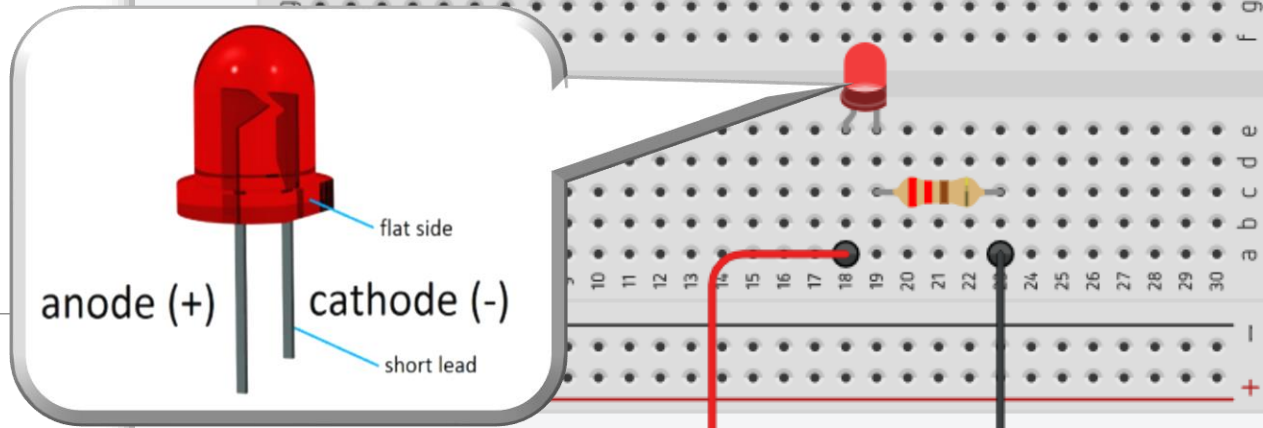 flat side
anode (+)
cathode (-)
short lead
g
f
e
d
c
b
a
9 10 11 12 13 14 15 16 17 18 19 20 21 22 23 24 25 26 27 28 29 30
−
+